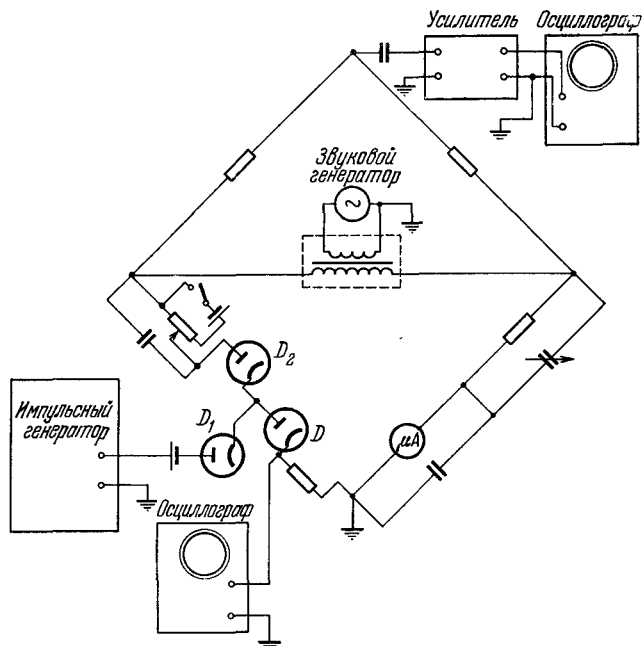 Усилитель
Осциллограф
Звуковой
генератор
D₂
D₁
D
Импульсный
генератор
μA
Осциллограф